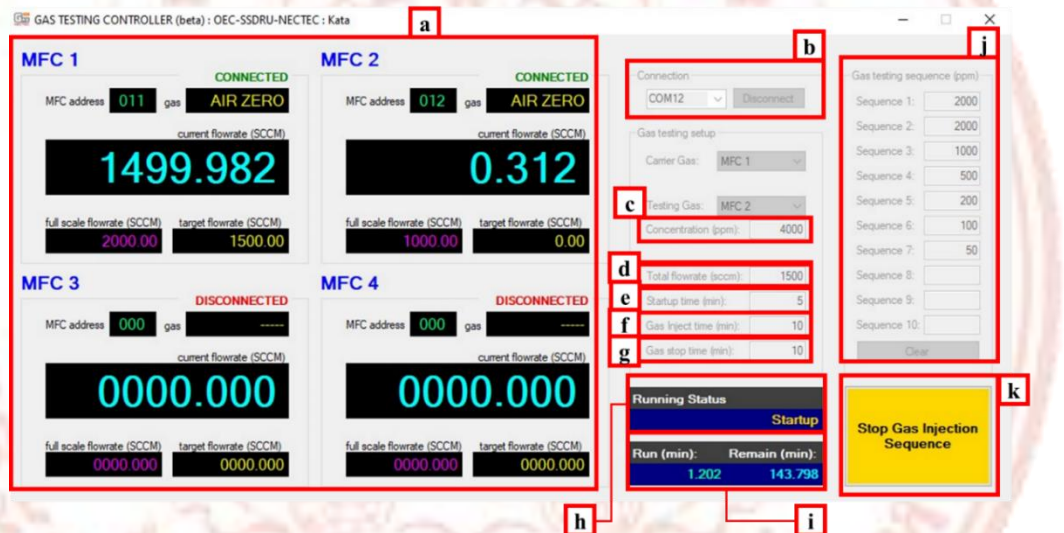 GAS TESTING CONTROLLER (beta) : OEC-SSDRU-NECTEC : Kata
a
MFC 1
CONNECTED
MFC address 011 gas AIR ZERO
current flowrate (SCCM)
1499.982
full scale flowrate (SCCM) target flowrate (SCCM)
2000.00 1500.00
MFC 2
CONNECTED
MFC address 012 gas AIR ZERO
current flowrate (SCCM)
0.312
full scale flowrate (SCCM) target flowrate (SCCM)
1000.00 0.00
MFC 3
DISCONNECTED
MFC address 000 gas -----
current flowrate (SCCM)
0000.000
full scale flowrate (SCCM) target flowrate (SCCM)
0000.000 0000.000
MFC 4
DISCONNECTED
MFC address 000 gas -----
current flowrate (SCCM)
0000.000
full scale flowrate (SCCM) target flowrate (SCCM)
0000.000 0000.000
b
Connection
COM12 Disconnect
Gas testing setup
Carrier Gas: MFC 1
Testing Gas: MFC 2
c
Concentration (ppm): 4000
d
Total flowrate (sccm): 1500
e
Startup time (min): 5
f
Gas Inject time (min): 10
g
Gas stop time (min): 10
Running Status
Startup
Run (min): Remain (min):
1.202 143.798
h
i
j
Gas testing sequence (ppm)
Sequence 1: 2000
Sequence 2: 2000
Sequence 3: 1000
Sequence 4: 500
Sequence 5: 200
Sequence 6: 100
Sequence 7: 50
Sequence 8:
Sequence 9:
Sequence 10:
Clear
k
Stop Gas Injection
Sequence